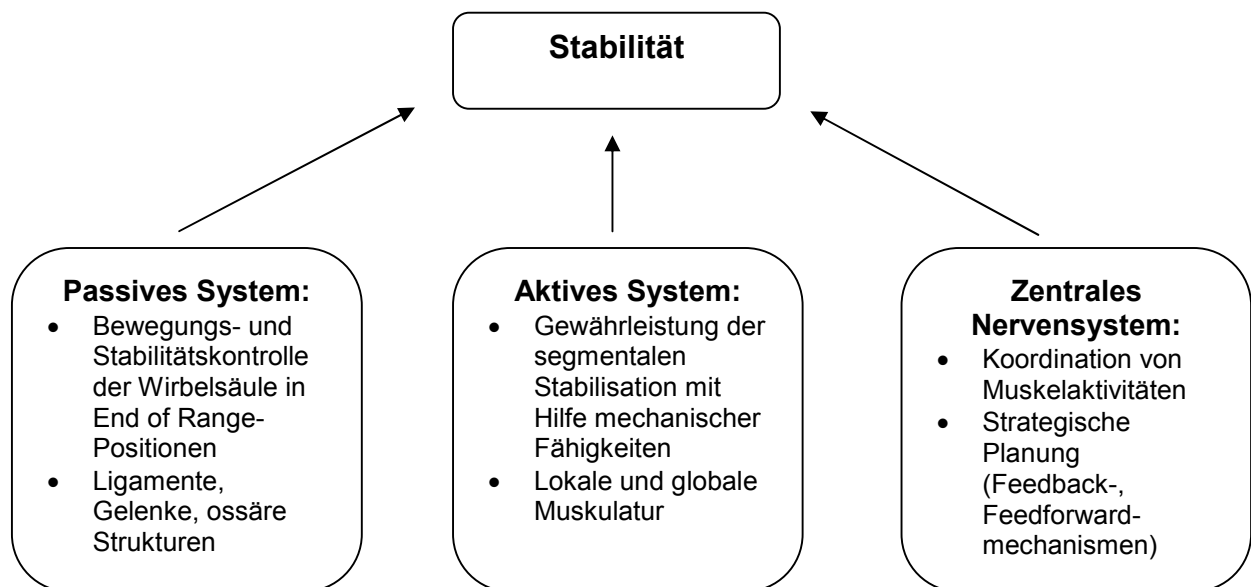 Stabilität
Passives System:
• Bewegungs- und
Stabilitätskontrolle
der Wirbelsäule in
End of Range-
Positionen
• Ligamente,
Gelenke, ossäre
Strukturen
Aktives System:
• Gewährleistung der
segmentalen
Stabilisation mit
Hilfe mechanischer
Fähigkeiten
• Lokale und globale
Muskulatur
Zentrales
Nervensystem:
• Koordination von
Muskelaktivitäten
• Strategische
Planung
(Feedback-,
Feedforward-
mechanismen)